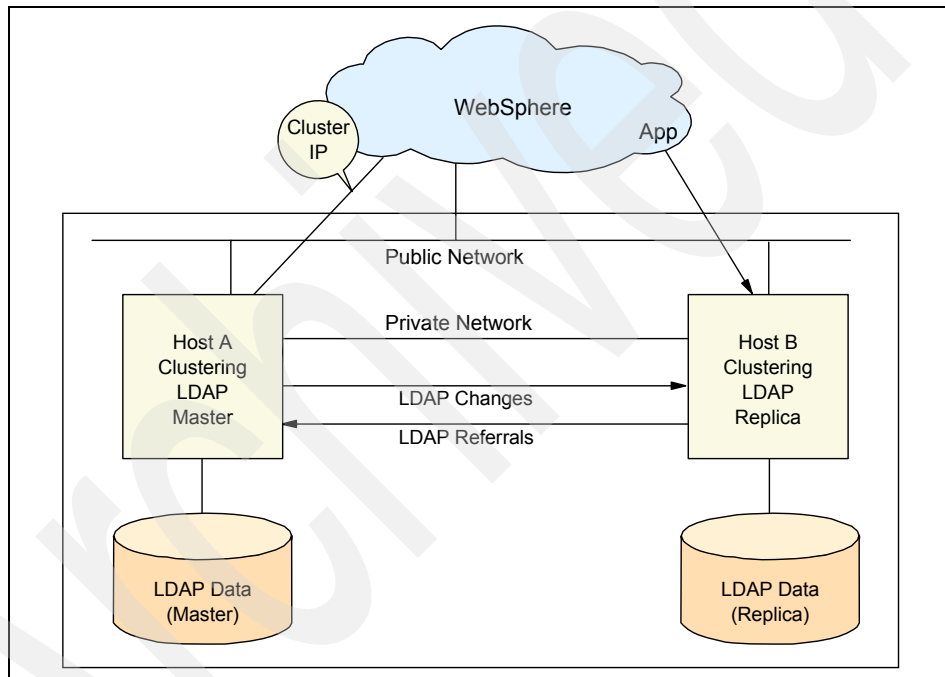 WebSphere
Cluster
IP
App
Public Network
Private Network
Host A
Clustering
LDAP
Master
Host B
Clustering
LDAP
Replica
LDAP Changes
LDAP Referrals
LDAP Data
(Master)
LDAP Data
(Replica)